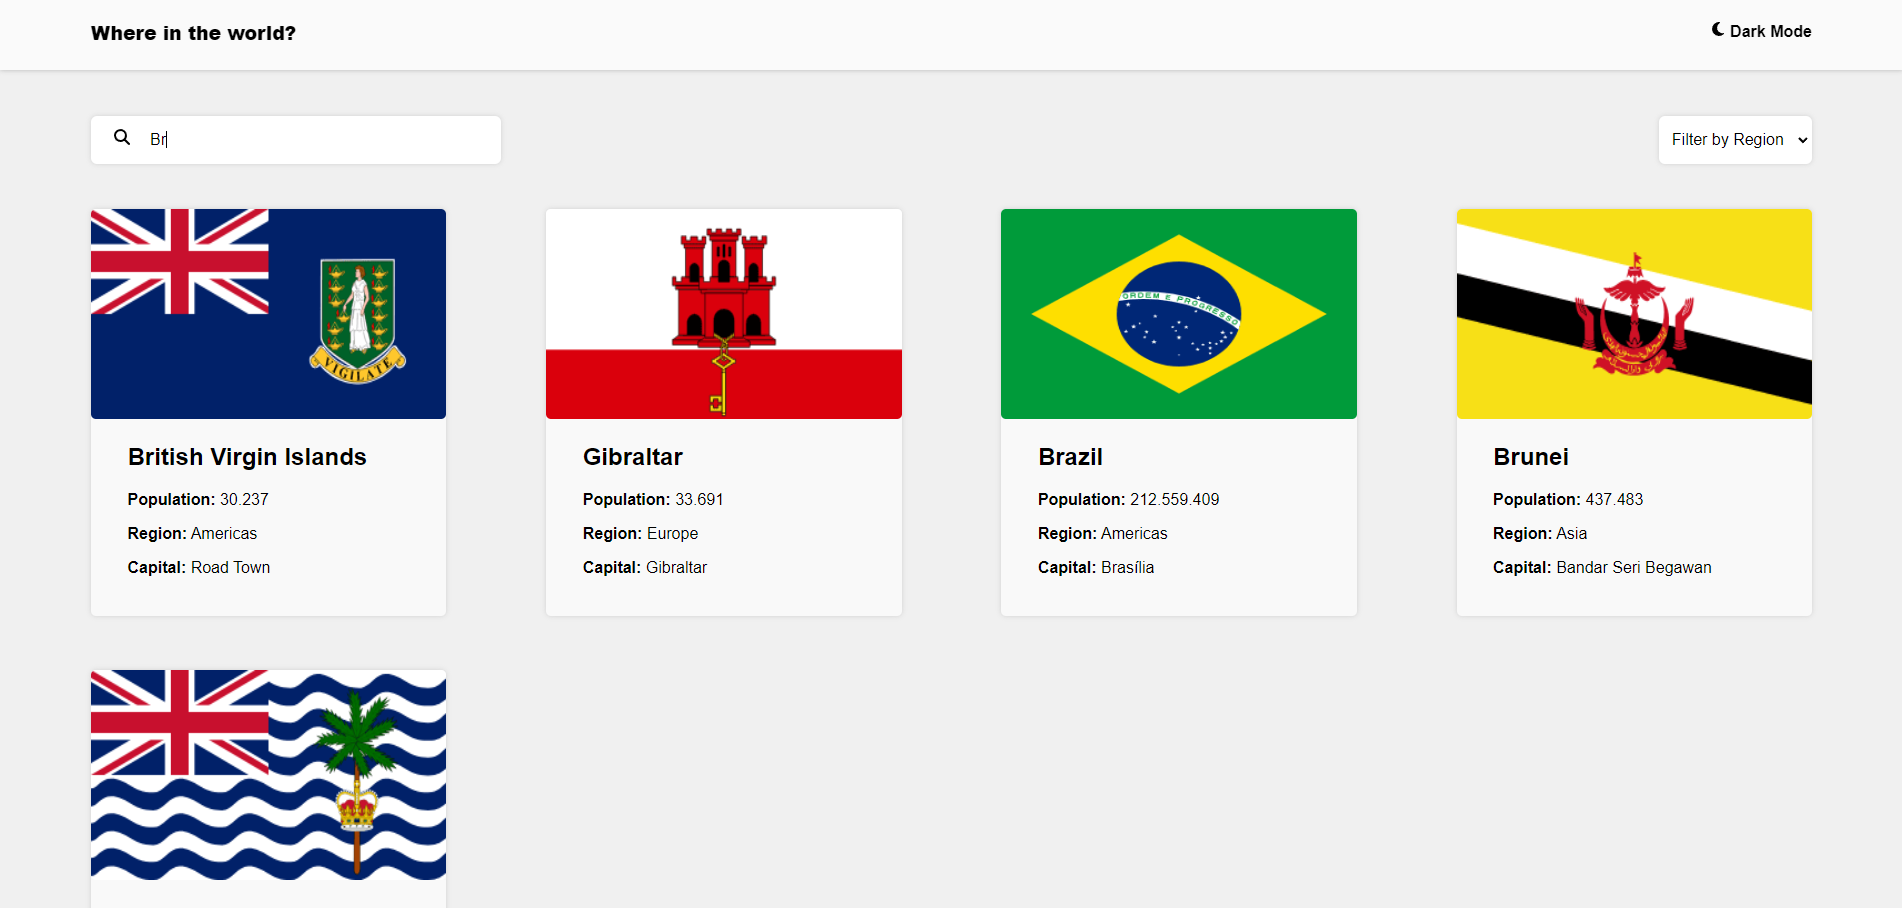 Where in the world?
Dark Mode
Br
Filter by Region
VIGILATE
ORDEM E PROGRESSO
British Virgin Islands
Population: 30.237
Region: Americas
Capital: Road Town
Gibraltar
Population: 33.691
Region: Europe
Capital: Gibraltar
Brazil
Population: 212.559.409
Region: Americas
Capital: Brasília
Brunei
Population: 437.483
Region: Asia
Capital: Bandar Seri Begawan